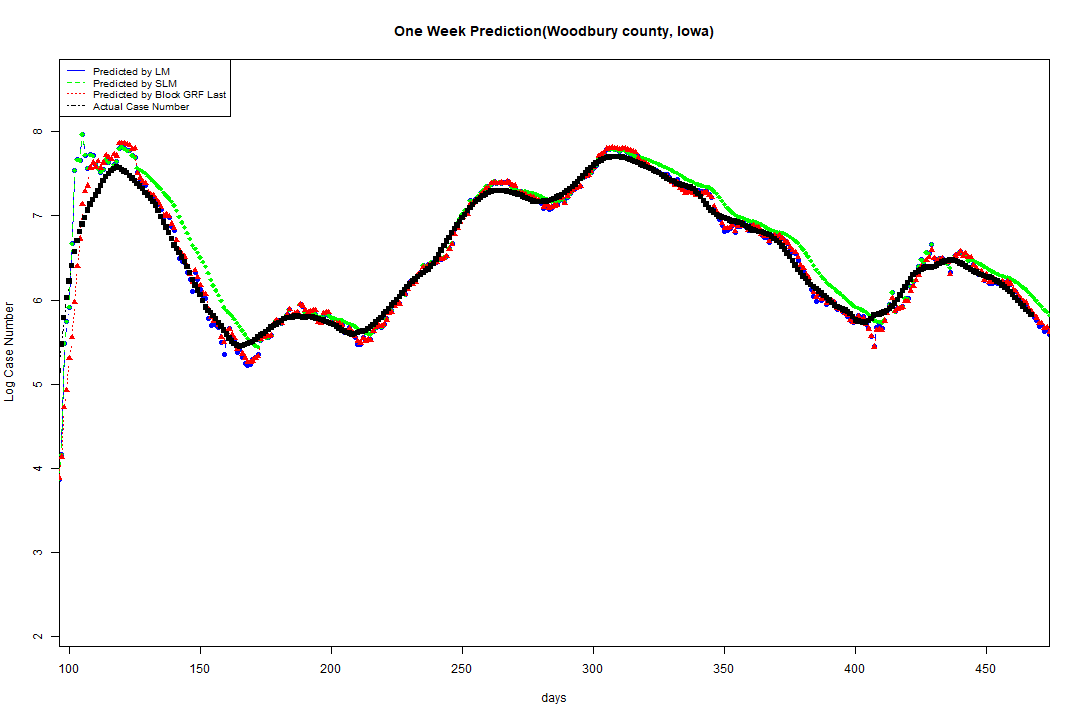 One Week Prediction(Woodbury county, Iowa)
Predicted by LM
Predicted by SLM
Predicted by Block GRF Last
Actual Case Number
8
7
6
5
4
3
2
Log Case Number
100 150 200 250 300 350 400 450
days